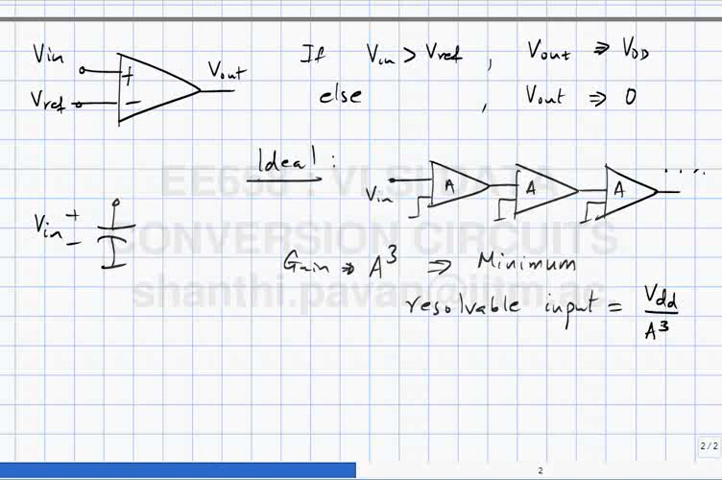 Vin
If Vin > Vref , Vout ⇒ VDD
+
Vout
Vref
-
else , Vout ⇒ 0
Ideal :
A A A ....
Vin
EE658 - VLSI DATA
CONVERSION CIRCUITS
Vin + -
Gain ⇒ A³ ⇒ Minimum
shanthi.pavan@iitm.ac
resolvable input = Vdd / A³
2/2
2